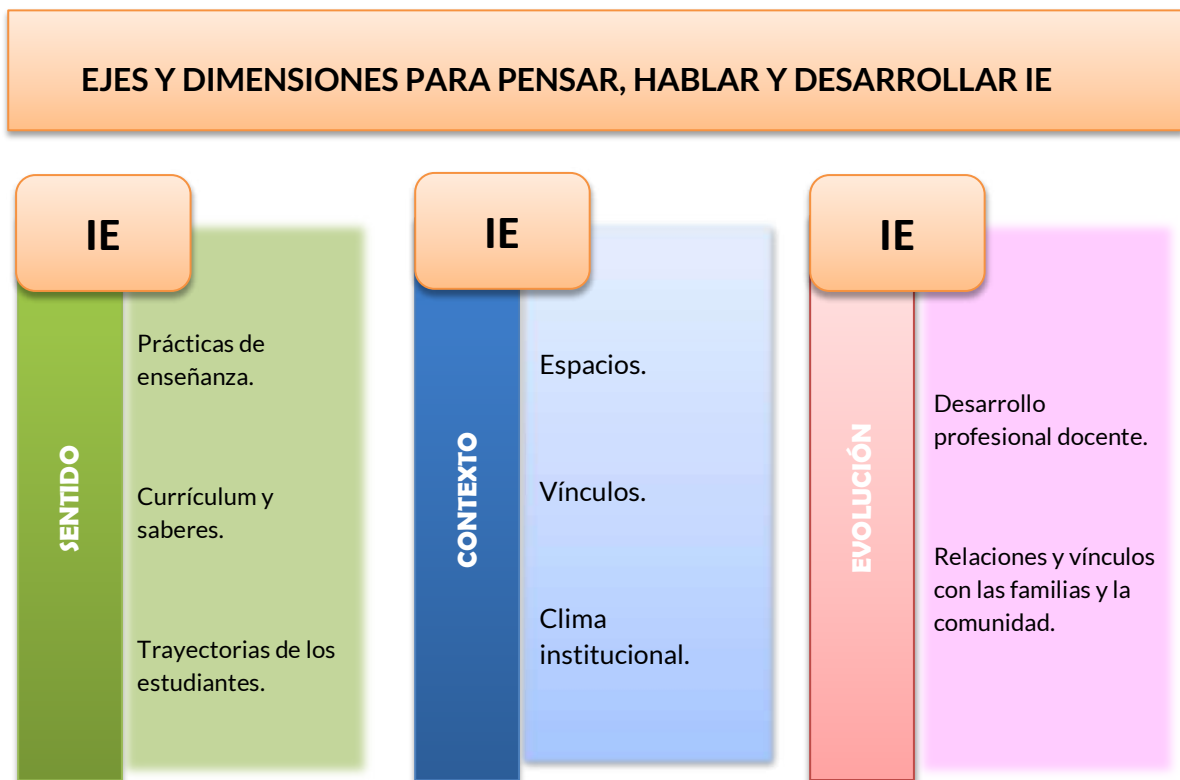 EJES Y DIMENSIONES PARA PENSAR, HABLAR Y DESARROLLAR IE
IE
SENTIDO
Prácticas de
enseñanza.
Currículum y
saberes.
Trayectorias de los
estudiantes.
IE
CONTEXTO
Espacios.
Vínculos.
Clima
institucional.
IE
EVOLUCIÓN
Desarrollo
profesional docente.
Relaciones y vínculos
con las familias y la
comunidad.